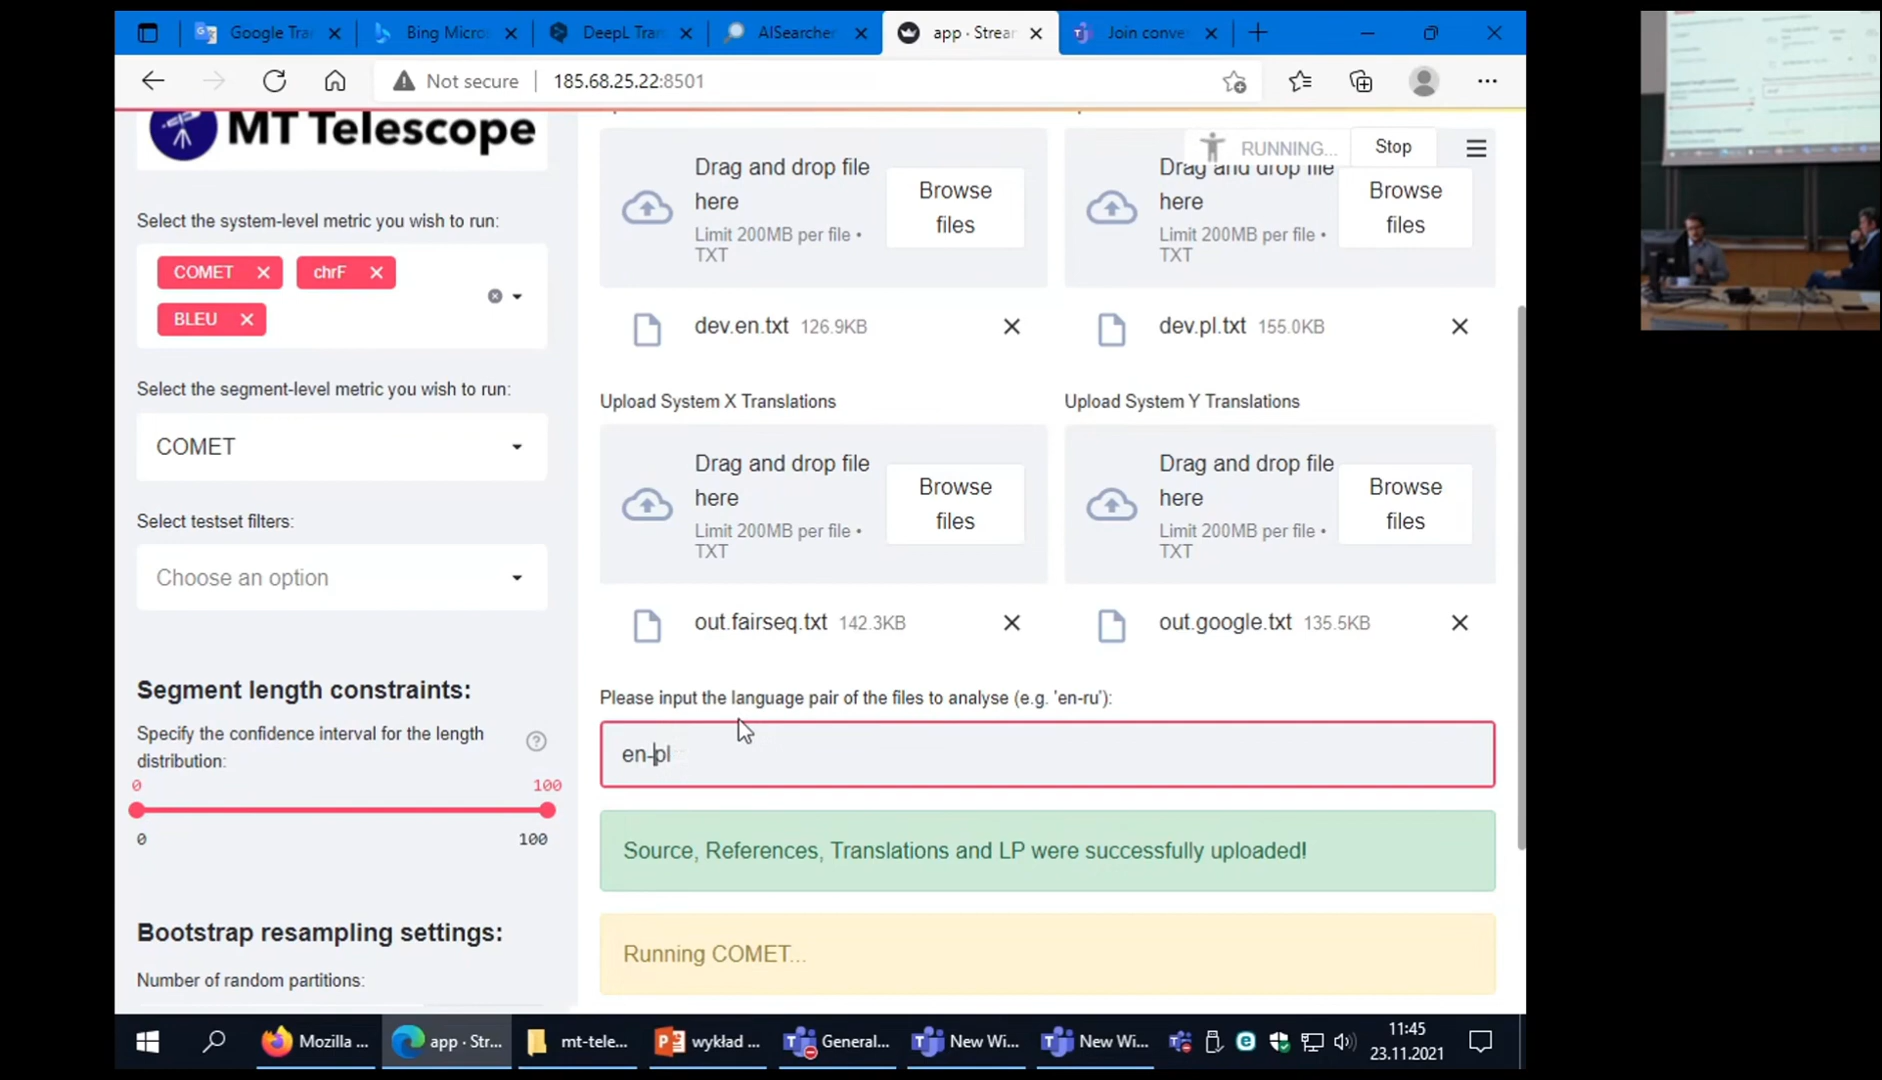 Google Tra
Bing Micro
DeepL Tran
AISearcher
app · Strea
Join conve
Not secure
185.68.25.22:8501
MT Telescope
Select the system-level metric you wish to run:
COMET
chrF
BLEU
Select the segment-level metric you wish to run:
COMET
Select testset filters:
Choose an option
Segment length constraints:
Specify the confidence interval for the length
distribution:
0
100
0
100
Bootstrap resampling settings:
Number of random partitions:
RUNNING...
Stop
Drag and drop file
here
Limit 200MB per file •
TXT
Browse
files
Drag and drop file
here
Limit 200MB per file •
TXT
Browse
files
dev.en.txt 126.9KB
dev.pl.txt 155.0KB
Upload System X Translations
Upload System Y Translations
Drag and drop file
here
Limit 200MB per file •
TXT
Browse
files
Drag and drop file
here
Limit 200MB per file •
TXT
Browse
files
out.fairseq.txt 142.3KB
out.google.txt 135.5KB
Please input the language pair of the files to analyse (e.g. 'en-ru'):
en-pl
Source, References, Translations and LP were successfully uploaded!
Running COMET...
Mozilla ...
app · Str...
mt-tele...
wykład ...
General...
New Wi...
New Wi...
11:45
23.11.2021